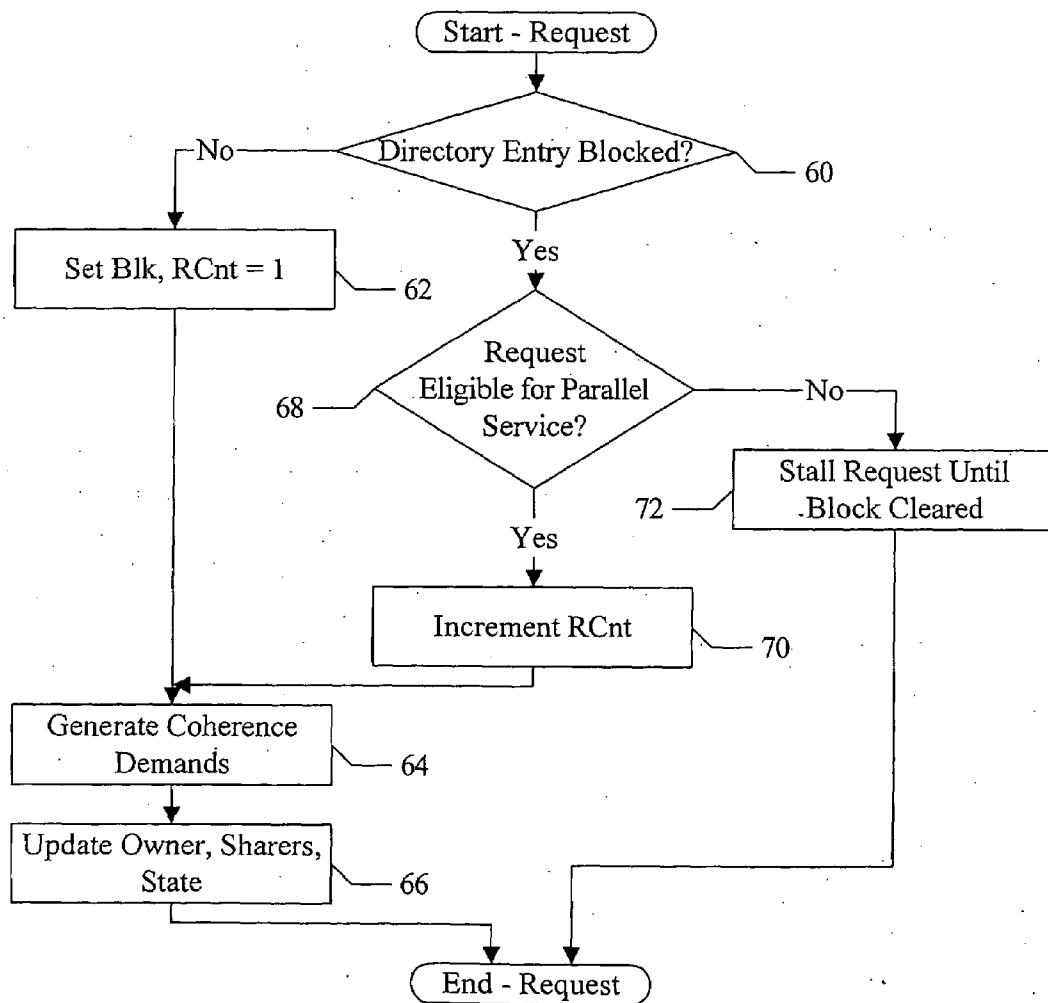 Start - Request
Directory Entry Blocked?
No
60
Yes
Set Blk, RCnt = 1
62
Request
Eligible for Parallel
Service?
68
No
Stall Request Until
Block Cleared
72
Yes
Increment RCnt
70
Generate Coherence
Demands
64
Update Owner, Sharers,
State
66
End - Request